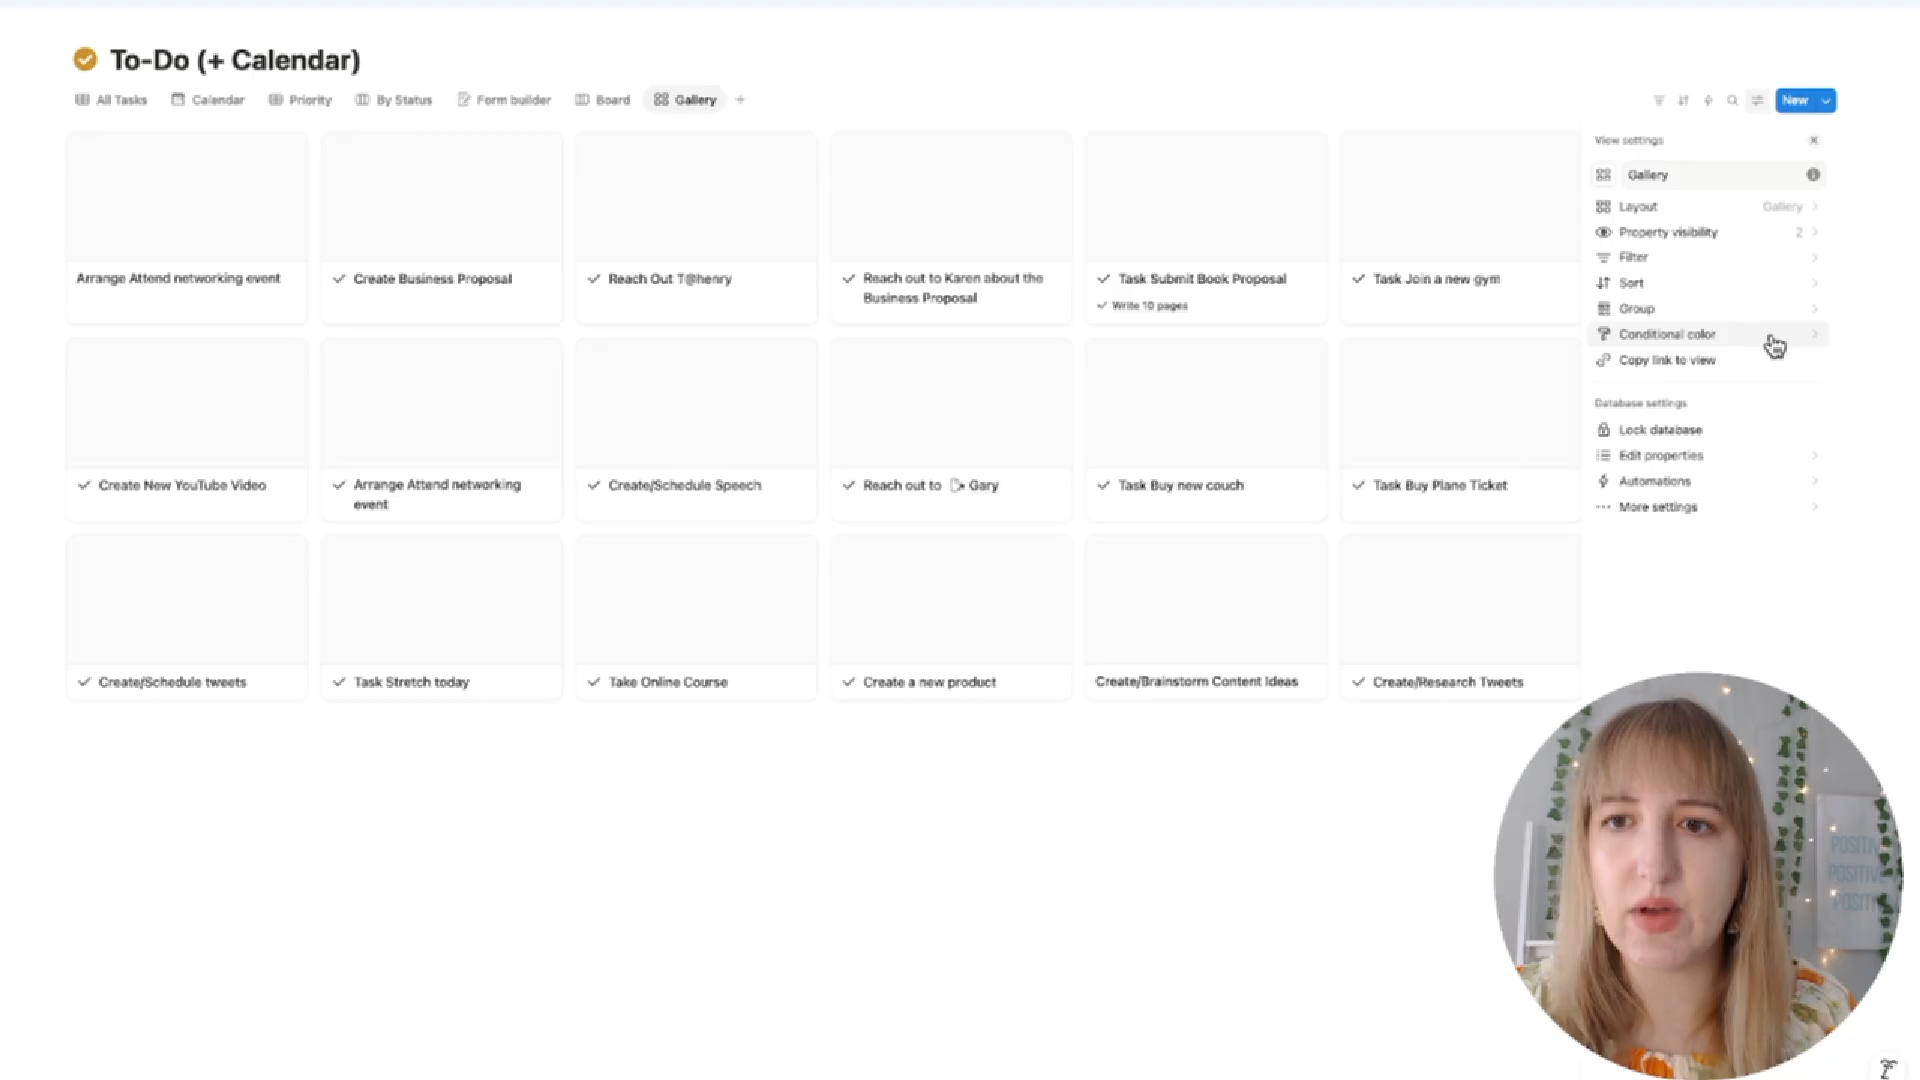 To-Do (+ Calendar)
All Tasks Calendar Priority By Status Form builder Board Gallery + New
View settings
Gallery
Layout Gallery
Property visibility 2
Filter
Sort
Group
Conditional color
Copy link to view
Database settings
Lock database
Edit properties
Automations
More settings
Arrange Attend networking event
Create Business Proposal
Reach Out T@henry
Reach out to Karen about the
Business Proposal
Task Submit Book Proposal
Write 10 pages
Task Join a new gym
Create New YouTube Video
Arrange Attend networking
event
Create/Schedule Speech
Reach out to Gary
Task Buy new couch
Task Buy Plane Ticket
Create/Schedule tweets
Task Stretch today
Take Online Course
Create a new product
Create/Brainstorm Content Ideas
Create/Research Tweets
POSITIV
POSITIVE
POSITI